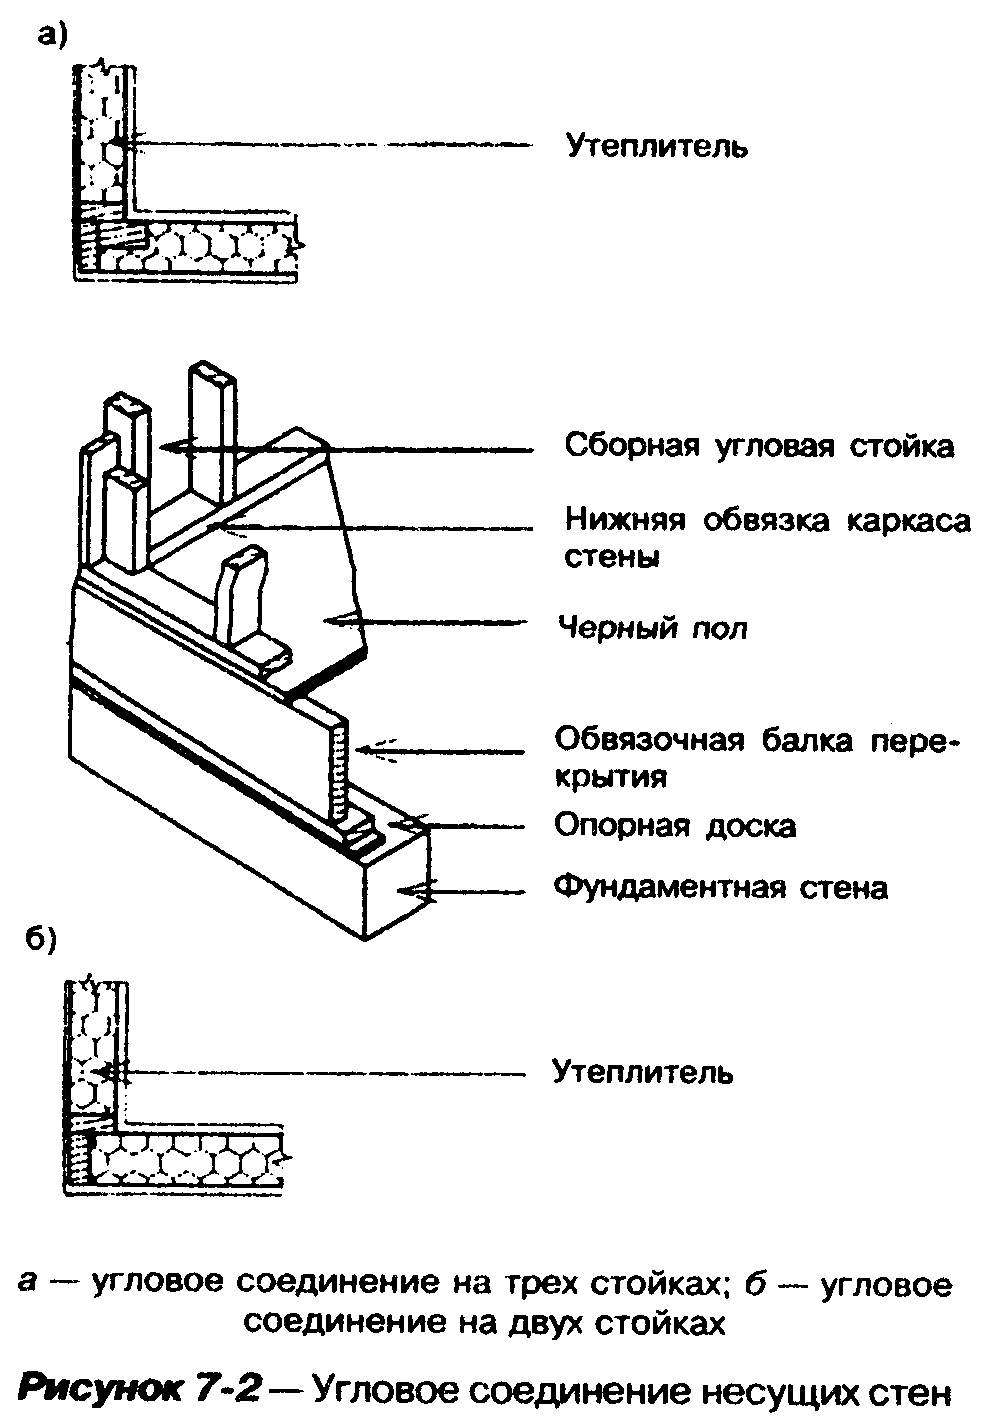 а)
Утеплитель
Сборная угловая стойка
Нижняя обвязка каркаса
стены
Черный пол
Обвязочная балка пере-
крытия
Опорная доска
Фундаментная стена
б)
Утеплитель
а — угловое соединение на трех стойках; б — угловое
соединение на двух стойках
Рисунок 7-2 — Угловое соединение несущих стен